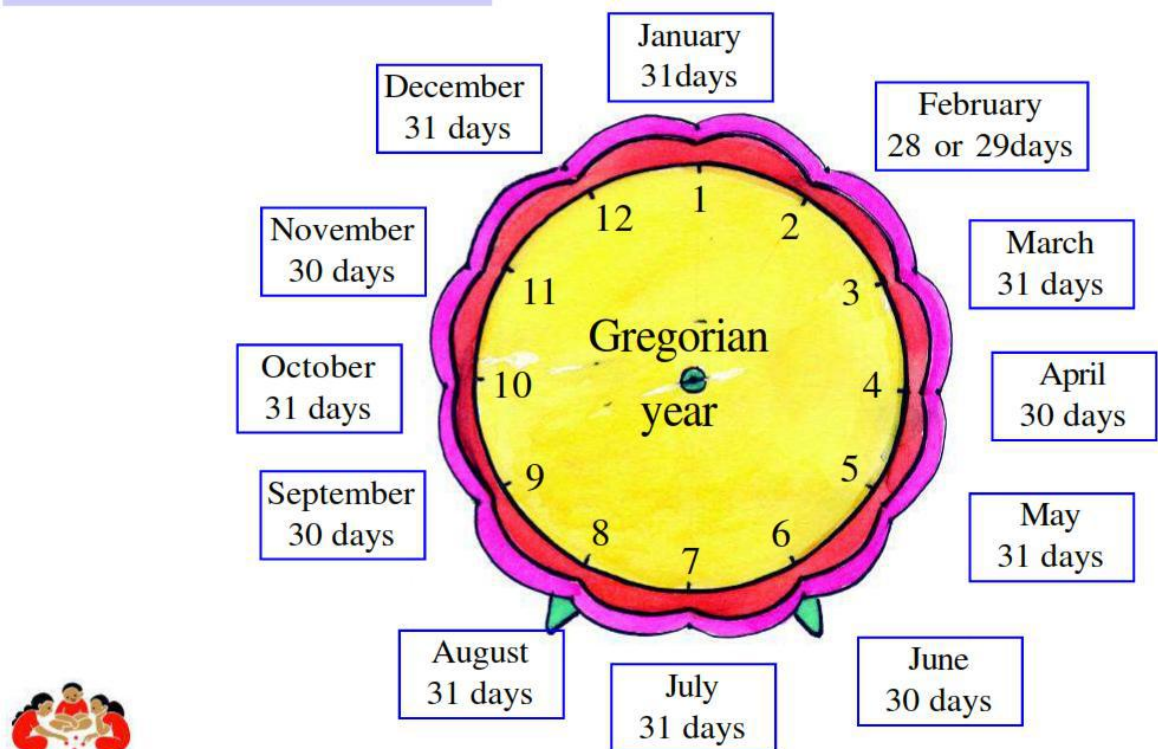 January
31days
February
28 or 29days
March
31 days
April
30 days
May
31 days
June
30 days
July
31 days
August
31 days
September
30 days
October
31 days
November
30 days
December
31 days
1
2
3
4
5
6
7
8
9
10
11
12
Gregorian
year